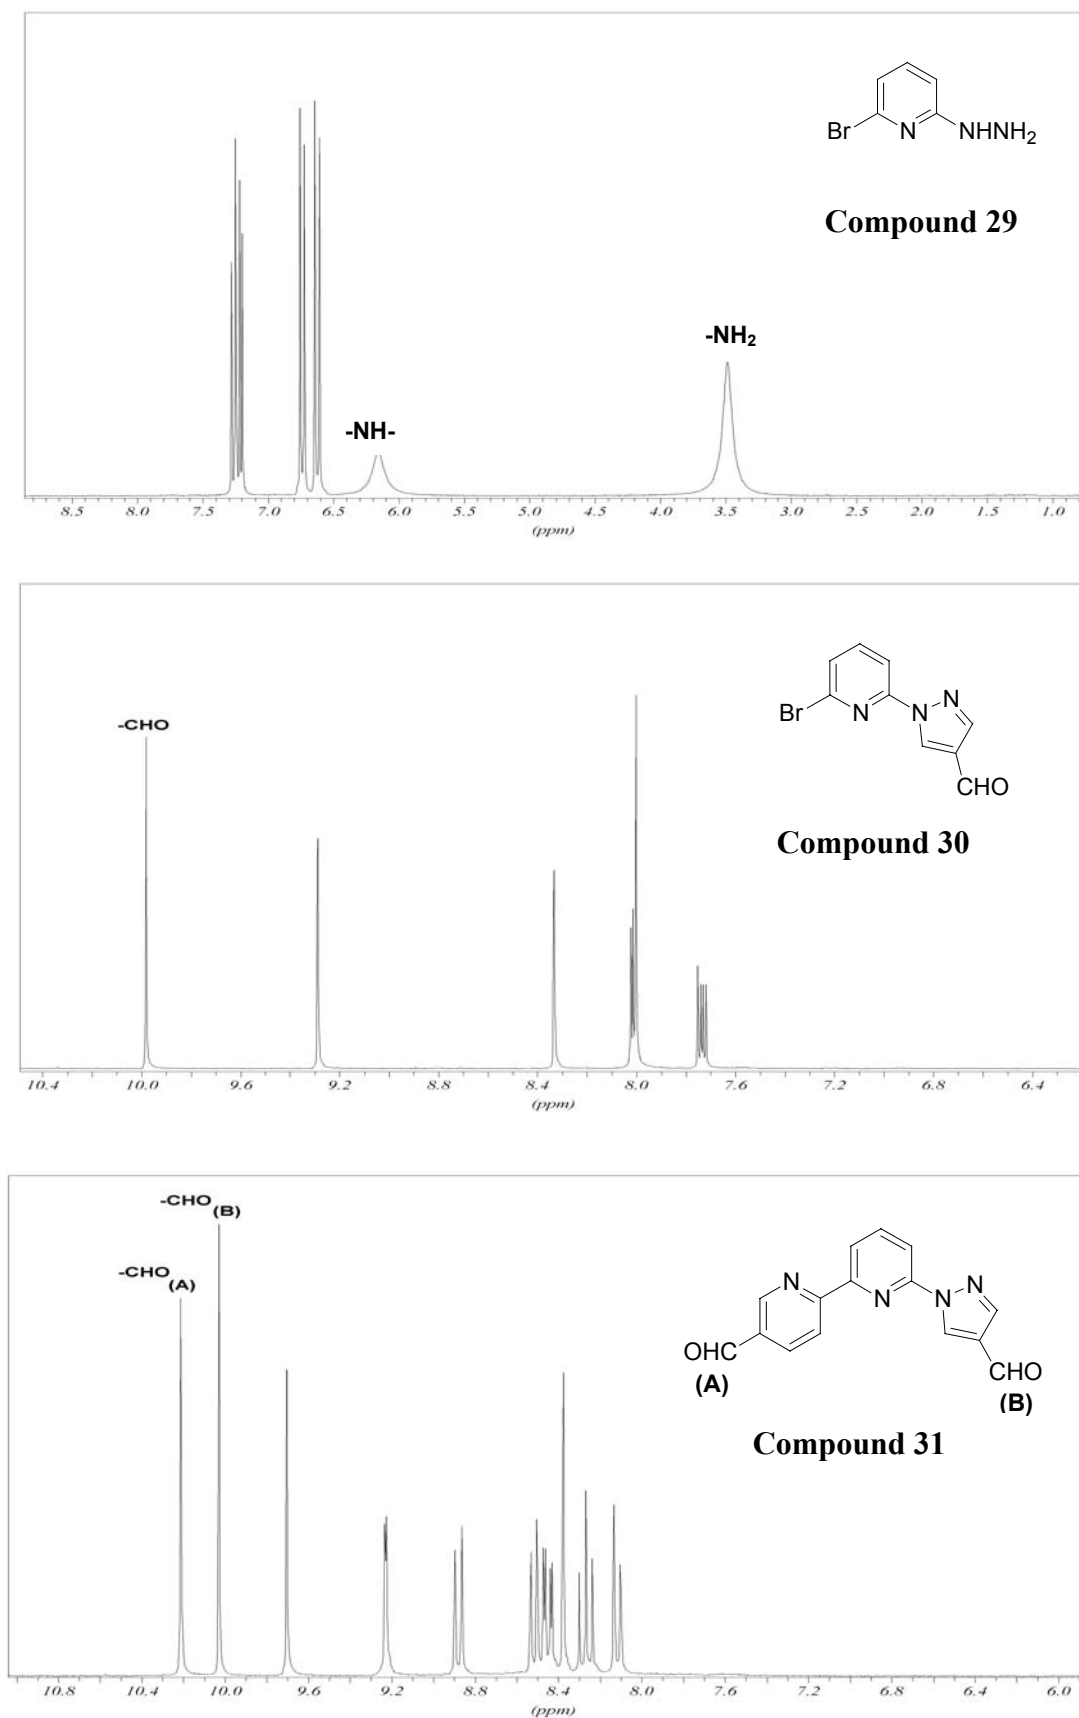 Br N NHNH2
Compound 29
-NH2
-NH-
8.5 8.0 7.5 7.0 6.5 6.0 5.5 5.0 4.5 4.0 3.5 3.0 2.5 2.0 1.5 1.0
(ppm)
-CHO
Br N N N
CHO
Compound 30
10.4 10.0 9.6 9.2 8.8 8.4 8.0 7.6 7.2 6.8 6.4
(ppm)
-CHO (B)
-CHO (A)
N N N N
OHC
(A)
CHO
(B)
Compound 31
10.8 10.4 10.0 9.6 9.2 8.8 8.4 8.0 7.6 7.2 6.8 6.4 6.0
(ppm)